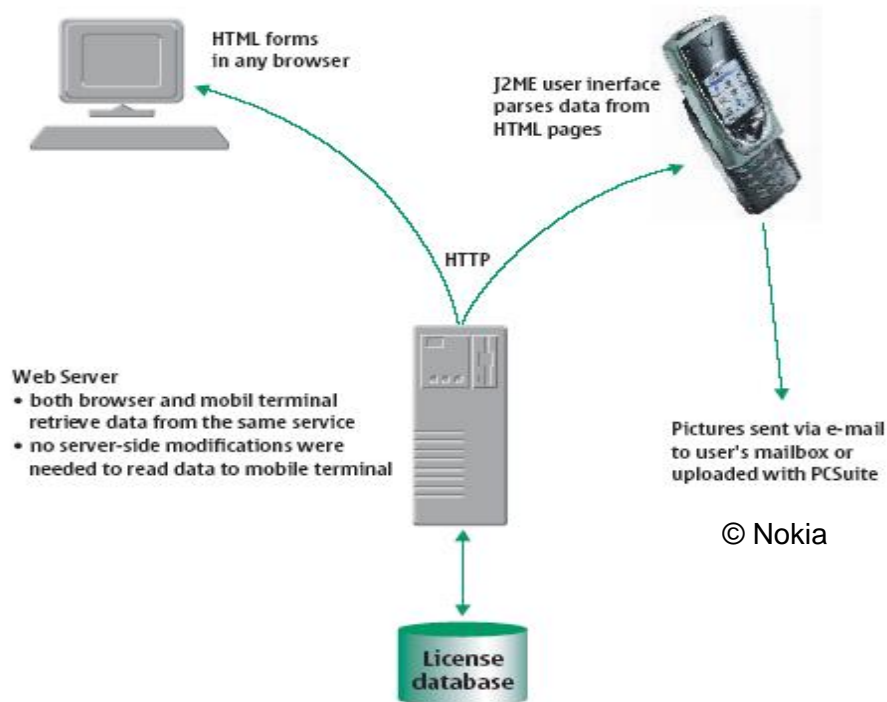 HTML forms
in any browser
J2ME user inerface
parses data from
HTML pages
HTTP
Web Server
• both browser and mobil terminal
retrieve data from the same service
• no server-side modifications were
needed to read data to mobile terminal
Pictures sent via e-mail
to user's mailbox or
uploaded with PCSuite
© Nokia
License
database